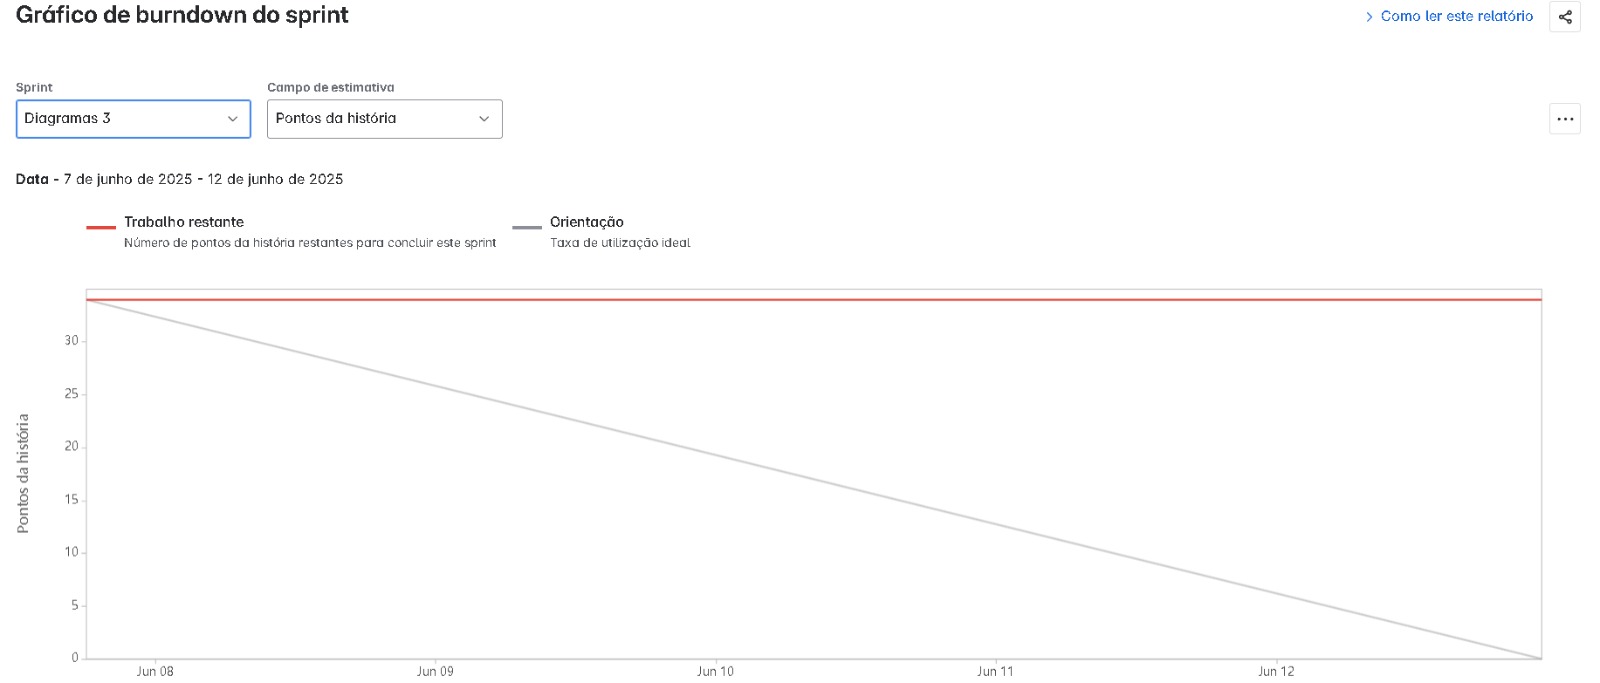 Gráfico de burndown do sprint
Como ler este relatório
Sprint
Campo de estimativa
Diagramas 3
Pontos da história
Data - 7 de junho de 2025 - 12 de junho de 2025
Trabalho restante
Número de pontos da história restantes para concluir este sprint
Orientação
Taxa de utilização ideal
Pontos da história
30
25
20
15
10
5
0
Jun 08
Jun 09
Jun 10
Jun 11
Jun 12